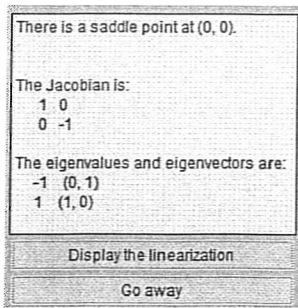 There is a saddle point at (0, 0).
The Jacobian is:
1 0
0 -1
The eigenvalues and eigenvectors are:
-1 (0, 1)
1 (1, 0)
Display the linearization
Go away